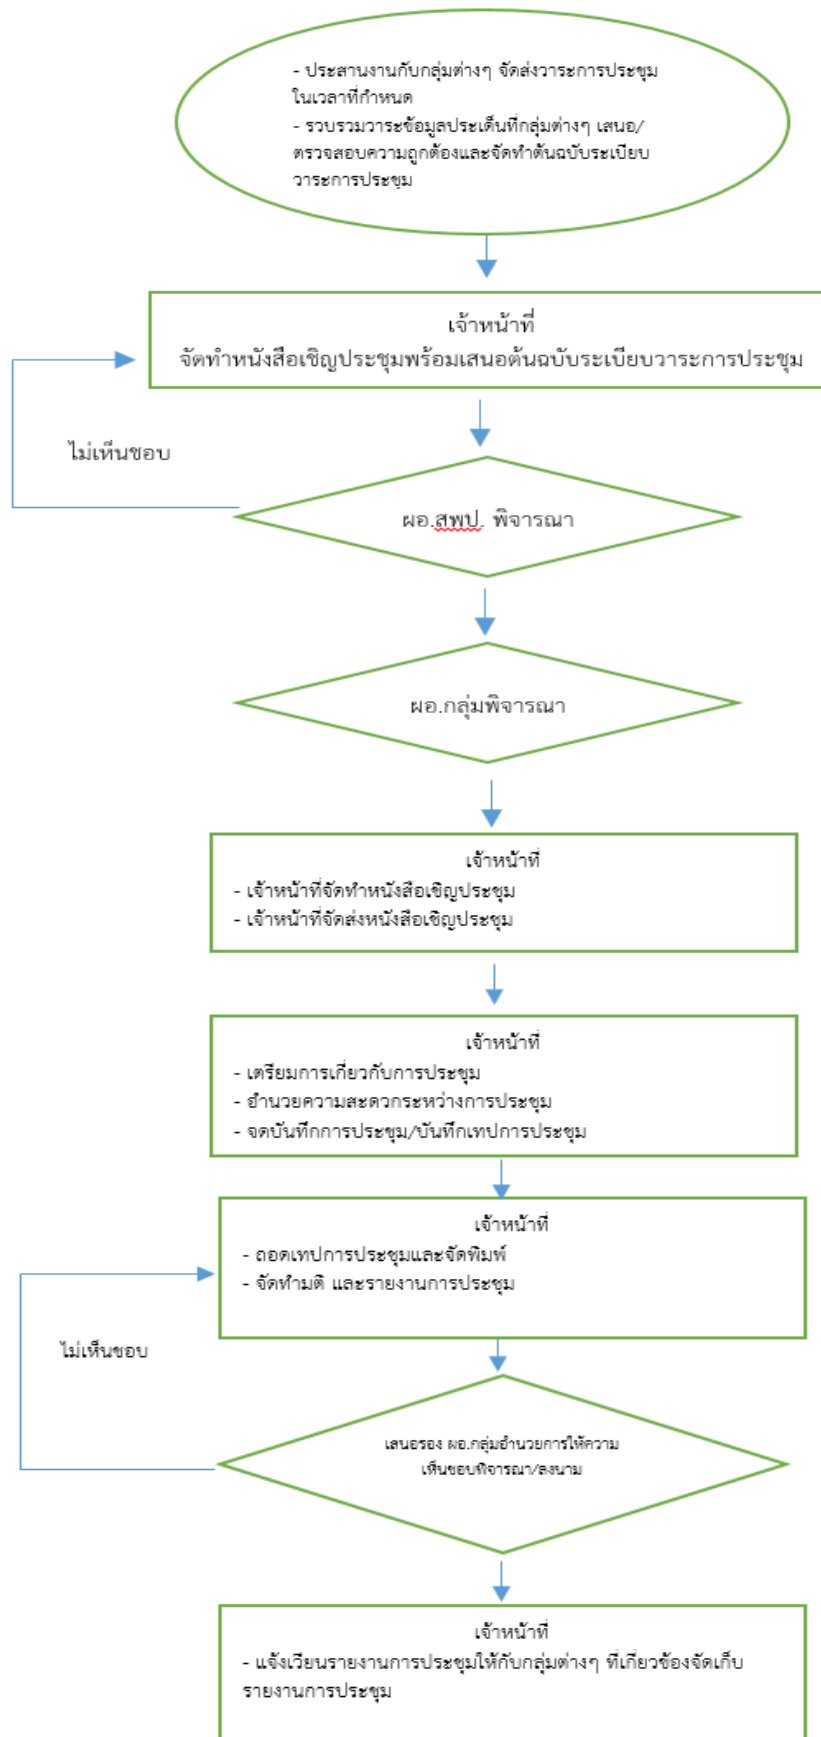 - ประสานงานกับกลุ่มต่างๆ จัดส่งวาระการประชุม
ในเวลาที่กำหนด
- รวบรวมวาระข้อมูลประเด็นที่กลุ่มต่างๆ เสนอ/
ตรวจสอบความถูกต้องและจัดทำต้นฉบับระเบียบ
วาระการประชุม
เจ้าหน้าที่
จัดทำหนังสือเชิญประชุมพร้อมเสนอต้นฉบับระเบียบวาระการประชุม
ไม่เห็นชอบ
ผอ.สพป. พิจารณา
ผอ.กลุ่มพิจารณา
เจ้าหน้าที่
- เจ้าหน้าที่จัดทำหนังสือเชิญประชุม
- เจ้าหน้าที่จัดส่งหนังสือเชิญประชุม
เจ้าหน้าที่
- เตรียมการเกี่ยวกับการประชุม
- อำนวยความสะดวกระหว่างการประชุม
- จดบันทึกการประชุม/บันทึกเทปการประชุม
เจ้าหน้าที่
- ถอดเทปการประชุมและจัดพิมพ์
- จัดทำมติ และรายงานการประชุม
ไม่เห็นชอบ
เสนอรอง ผอ.กลุ่มอำนวยการให้ความ
เห็นชอบพิจารณา/ลงนาม
เจ้าหน้าที่
- แจ้งเวียนรายงานการประชุมให้กับกลุ่มต่างๆ ที่เกี่ยวข้องจัดเก็บ
รายงานการประชุม